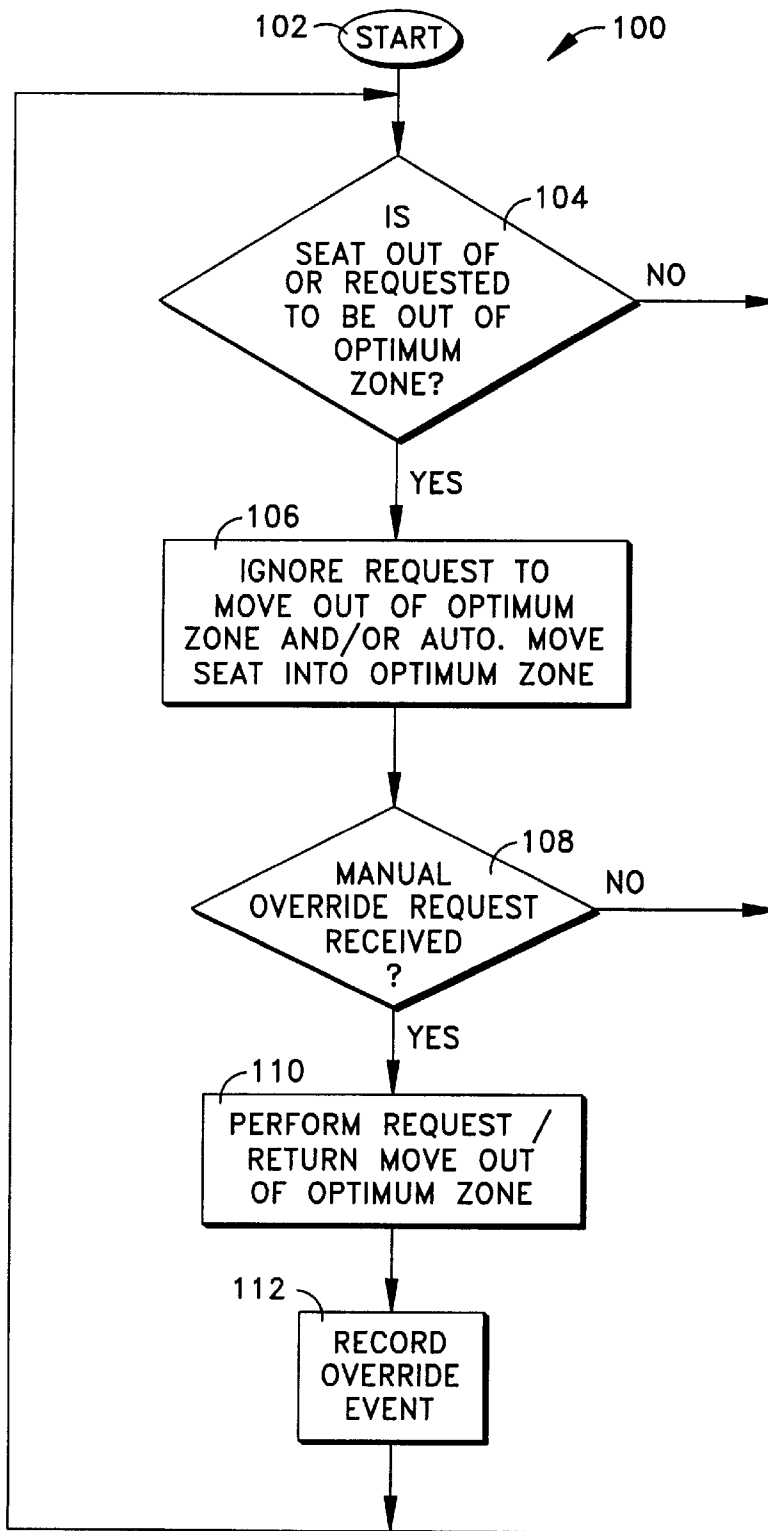 102
START
100
104
IS
SEAT OUT OF
OR REQUESTED
TO BE OUT OF
OPTIMUM
ZONE?
NO
YES
106
IGNORE REQUEST TO
MOVE OUT OF OPTIMUM
ZONE AND/OR AUTO. MOVE
SEAT INTO OPTIMUM ZONE
108
MANUAL
OVERRIDE REQUEST
RECEIVED
?
NO
YES
110
PERFORM REQUEST /
RETURN MOVE OUT
OF OPTIMUM ZONE
112
RECORD
OVERRIDE
EVENT